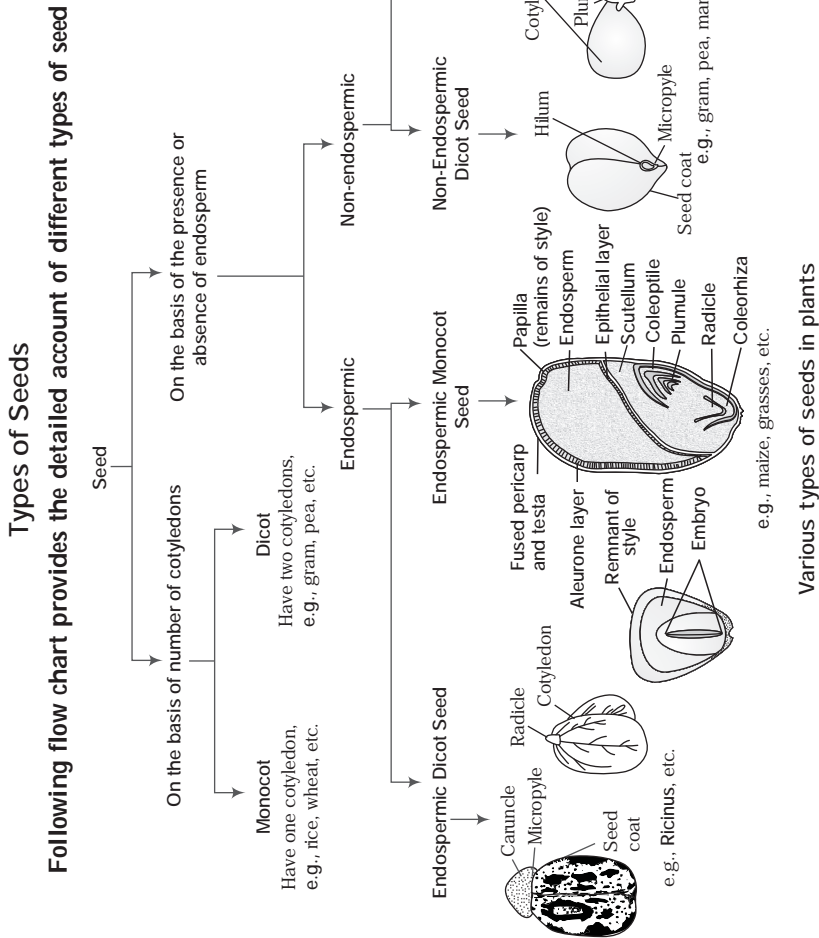 Types of Seeds
Following flow chart provides the detailed account of different types of seed
Seed
On the basis of number of cotyledons
On the basis of the presence or
absence of endosperm
Monocot
Have one cotyledon,
e.g., rice, wheat, etc.
Dicot
Have two cotyledons,
e.g., gram, pea, etc.
Endospermic
Non-endospermic
Endospermic Dicot Seed
Endospermic Monocot
Seed
Non-Endospermic
Dicot Seed
Caruncle
Micropyle
Seed
coat
Radicle
Cotyledon
e.g., Ricinus, etc.
Fused pericarp
and testa
Aleurone layer
Remnant of
style
Endosperm
Embryo
Papilla
(remains of style)
Endosperm
Epithelial layer
Scutellum
Coleoptile
Plumule
Radicle
Coleorhiza
e.g., maize, grasses, etc.
Hilum
Micropyle
Seed coat
Cotyl
Plu
e.g., gram, pea, man
Various types of seeds in plants